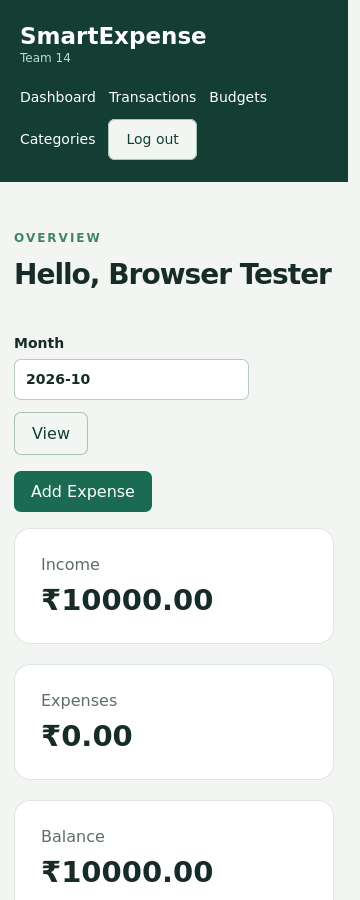 SmartExpense
Team 14
Dashboard Transactions Budgets
Categories Log out
OVERVIEW
Hello, Browser Tester
Month
2026-10
View
Add Expense
Income
₹10000.00
Expenses
₹0.00
Balance
₹10000.00